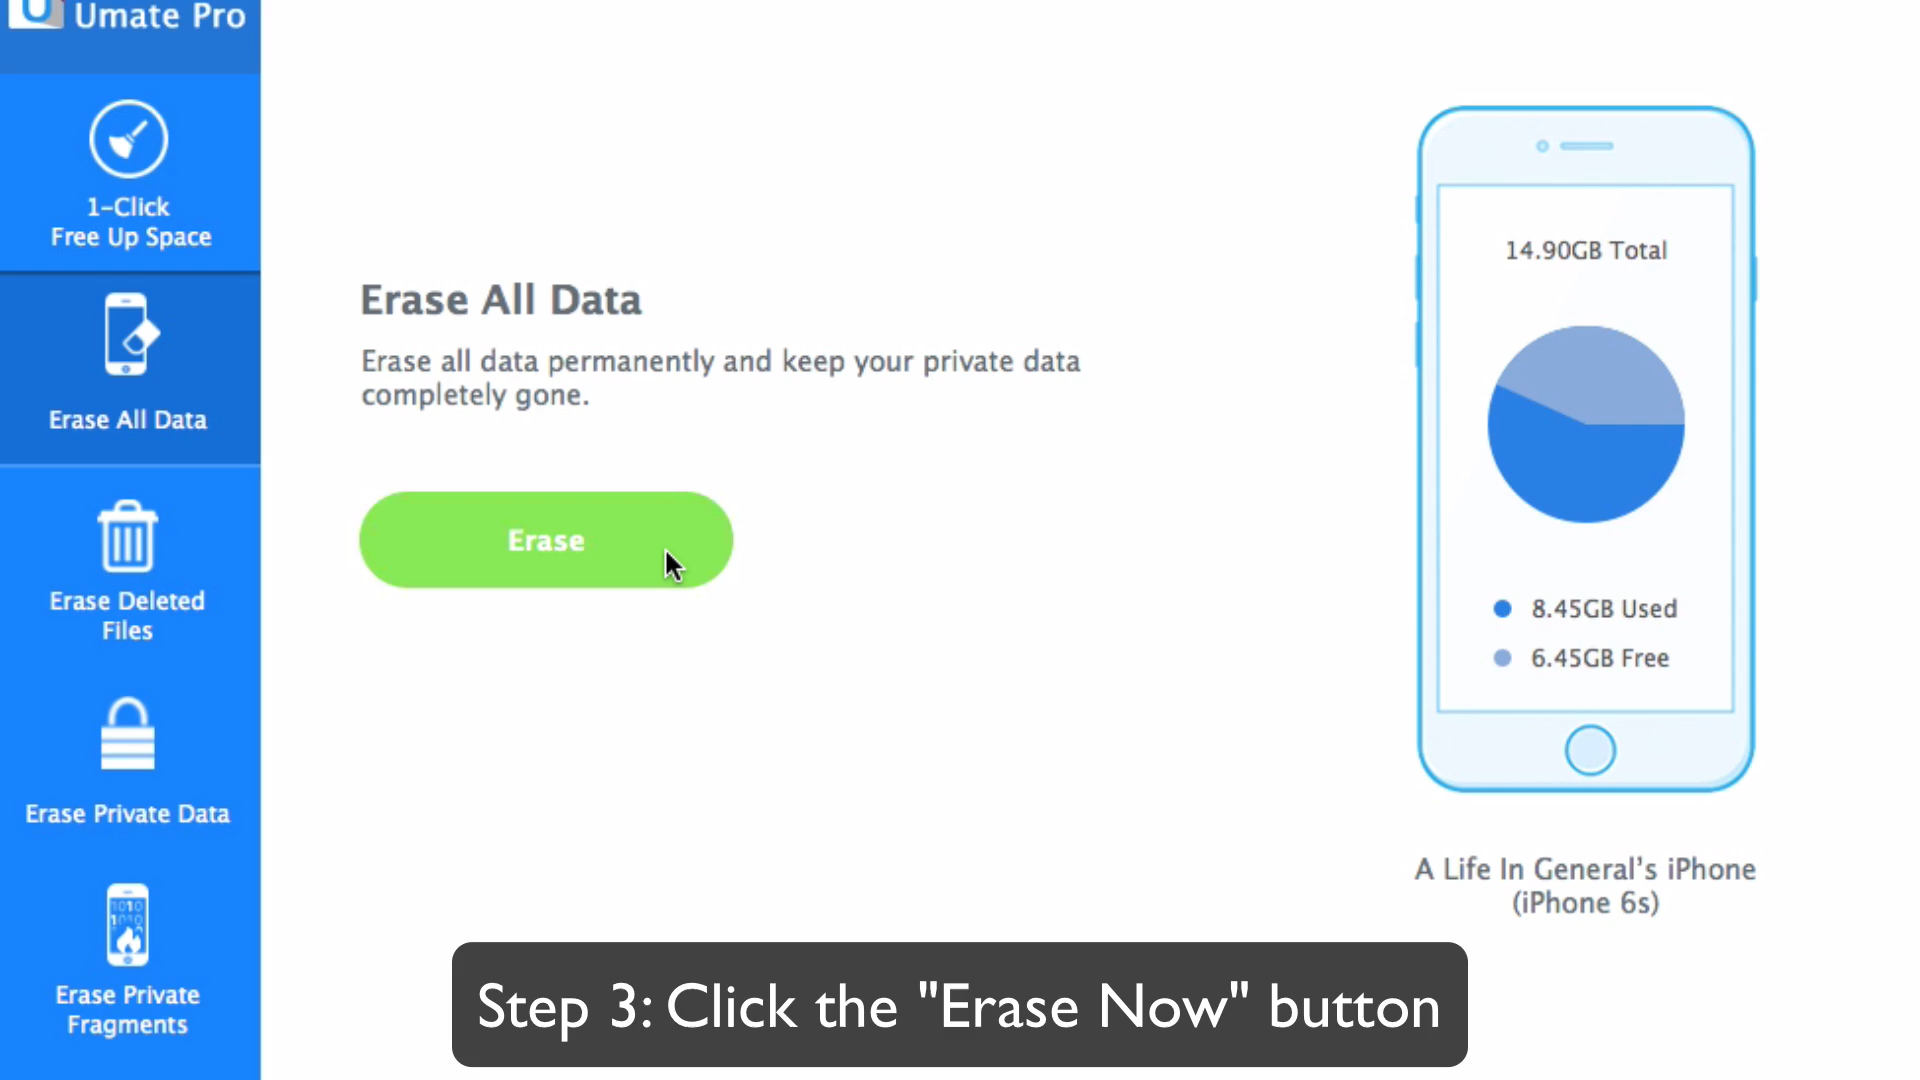 Umate Pro
1-Click
Free Up Space
Erase All Data
Erase Deleted
Files
Erase Private Data
Erase Private
Fragments
Erase All Data
Erase all data permanently and keep your private data
completely gone.
Erase
14.90GB Total
8.45GB Used
6.45GB Free
A Life In General's iPhone
(iPhone 6s)
Step 3: Click the "Erase Now" button